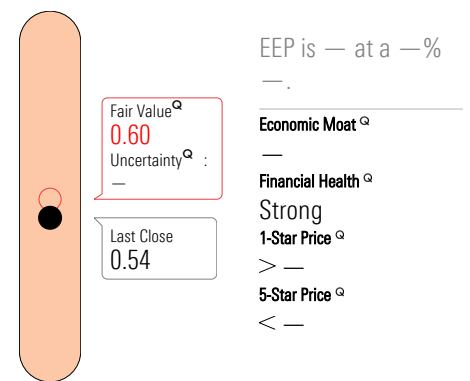 Fair Value Q
0.60
Uncertainty Q :
—
Last Close
0.54
EEP is — at a —%
—.
Economic Moat Q
—
Financial Health Q
Strong
1-Star Price Q
> —
5-Star Price Q
< —